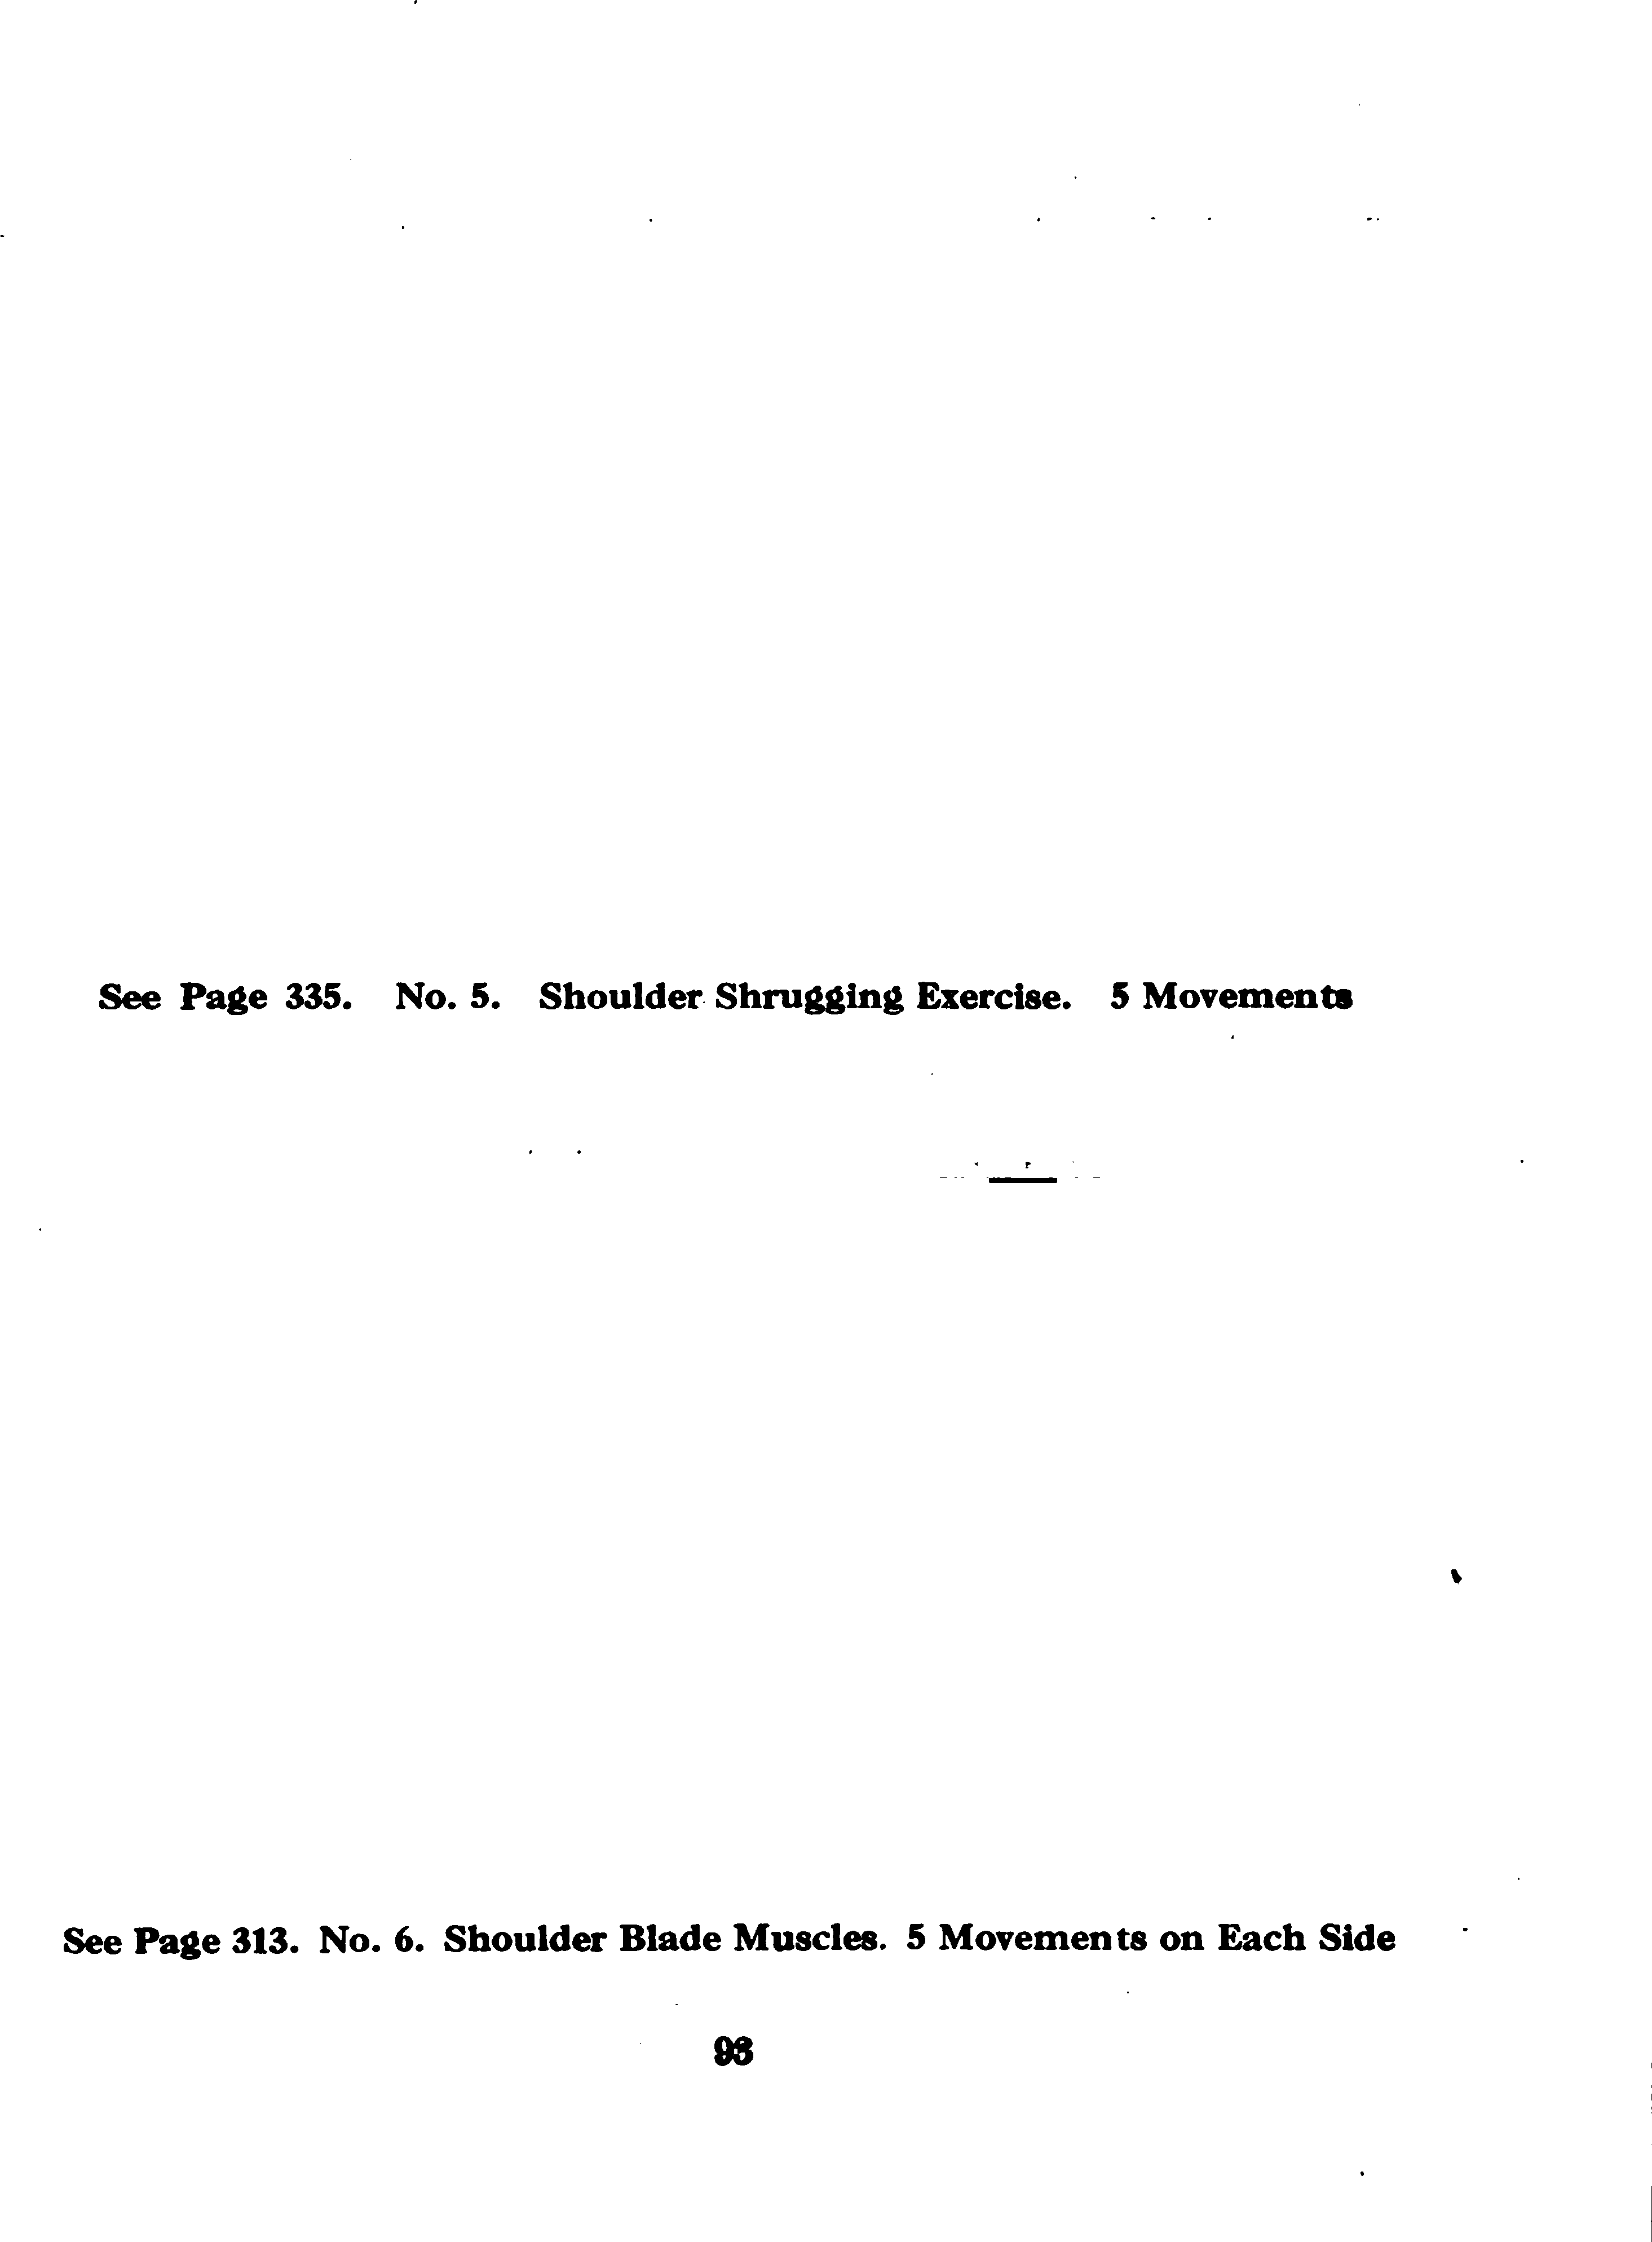 See Page 335. No. 5. Shoulder Shrugging Exercise. 5 Movements
See Page 313. No. 6. Shoulder Blade Muscles. 5 Movements on Each Side
93